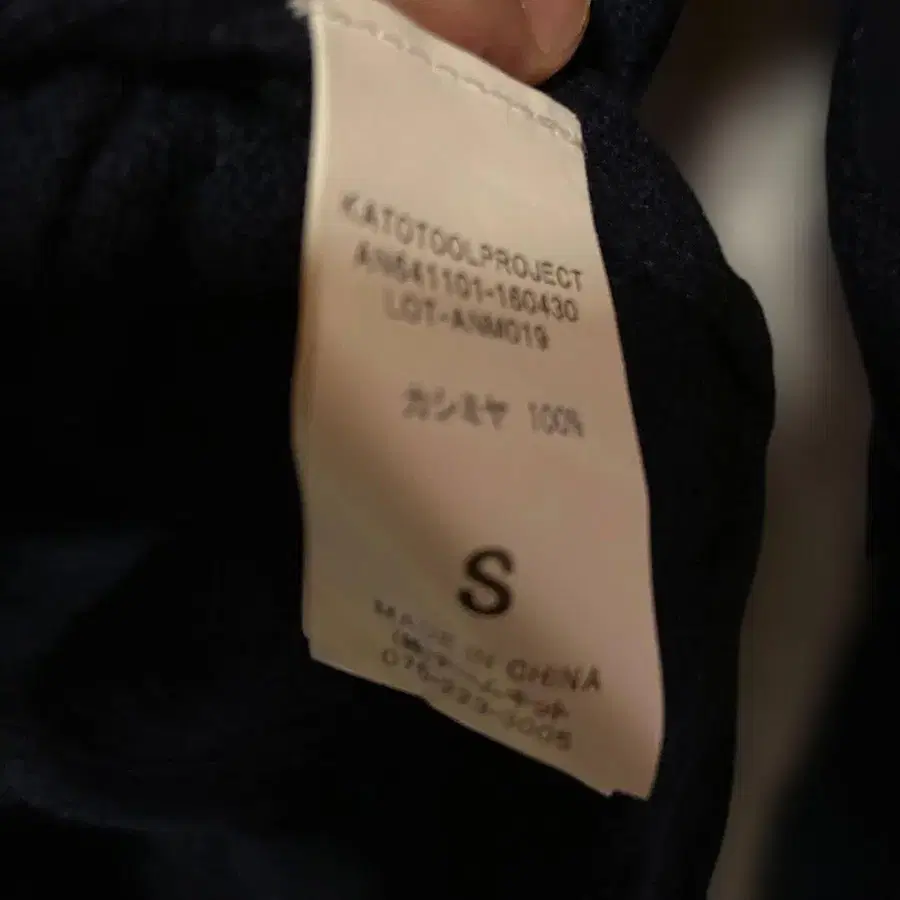 KATOTOOLPROJECT
AN641101-160430
LOT-ANM019
カシミヤ 100%
S
MADE IN CHINA